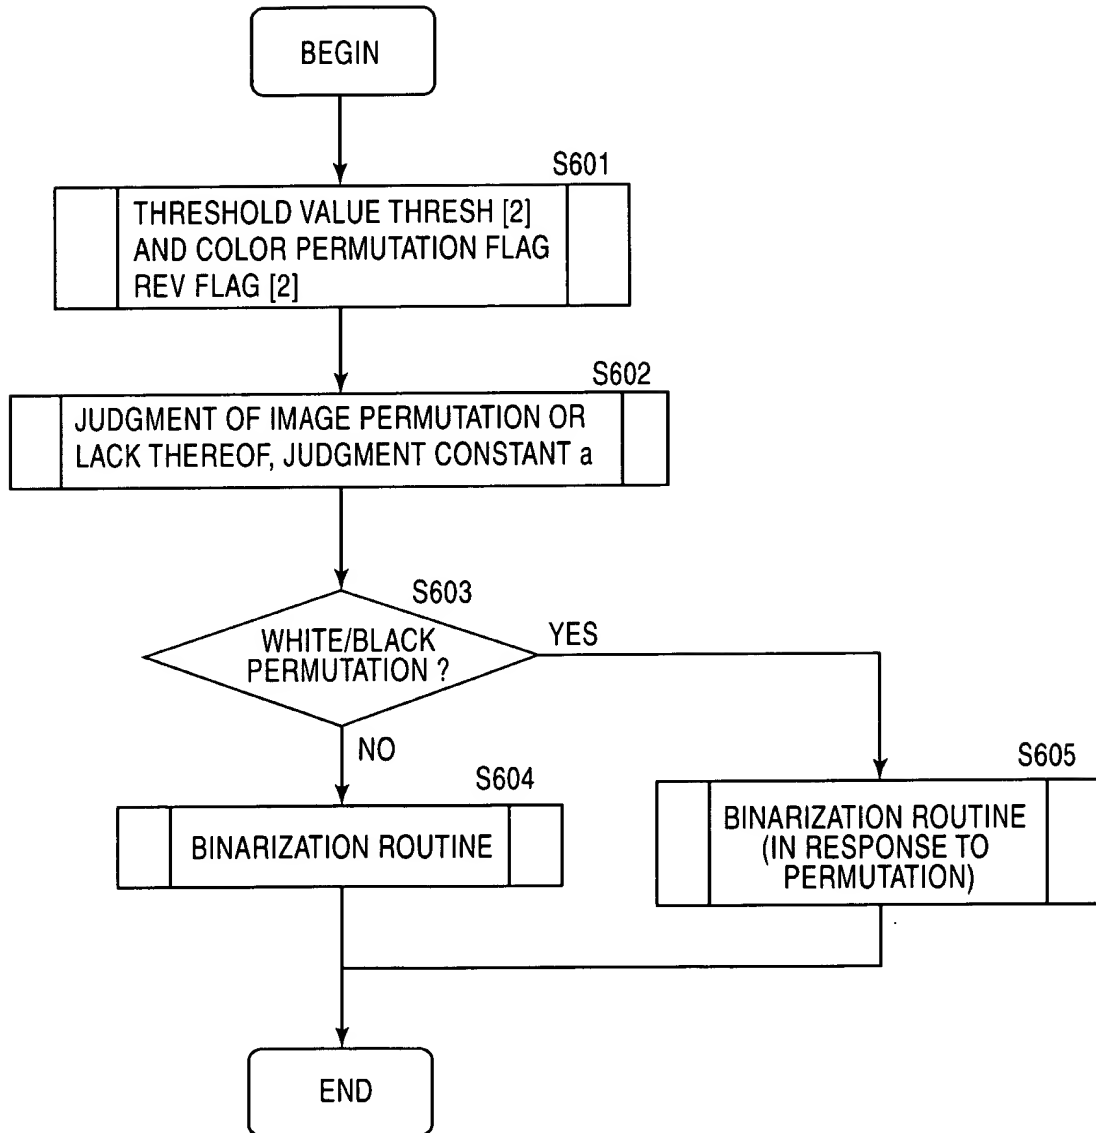 BEGIN
S601
THRESHOLD VALUE THRESH [2]
AND COLOR PERMUTATION FLAG
REV FLAG [2]
S602
JUDGMENT OF IMAGE PERMUTATION OR
LACK THEREOF, JUDGMENT CONSTANT a
S603
WHITE/BLACK
PERMUTATION ?
YES
NO
S604
BINARIZATION ROUTINE
S605
BINARIZATION ROUTINE
(IN RESPONSE TO
PERMUTATION)
END